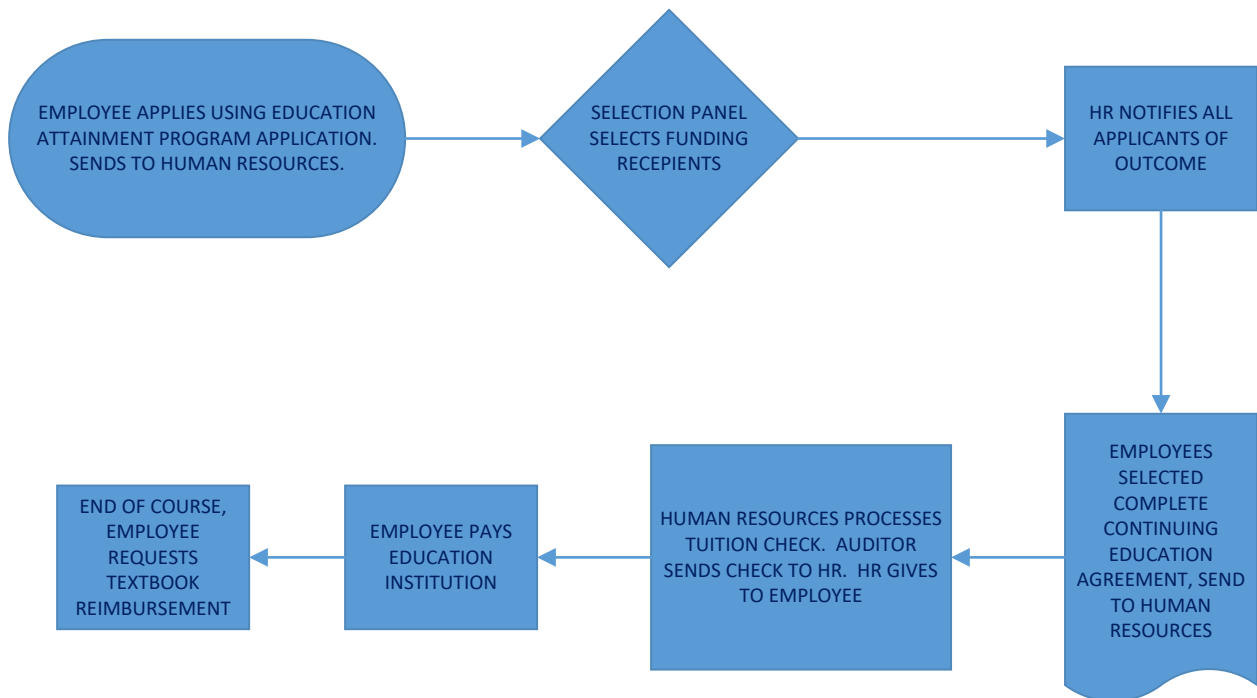 EMPLOYEE APPLIES USING EDUCATION
ATTAINMENT PROGRAM APPLICATION.
SENDS TO HUMAN RESOURCES.
SELECTION PANEL
SELECTS FUNDING
RECEPIENTS
HR NOTIFIES ALL
APPLICANTS OF
OUTCOME
EMPLOYEES
SELECTED
COMPLETE
CONTINUING
EDUCATION
AGREEMENT, SEND
TO HUMAN
RESOURCES
HUMAN RESOURCES PROCESSES
TUITION CHECK.  AUDITOR
SENDS CHECK TO HR.  HR GIVES
TO EMPLOYEE
EMPLOYEE PAYS
EDUCATION
INSTITUTION
END OF COURSE,
EMPLOYEE
REQUESTS
TEXTBOOK
REIMBURSEMENT